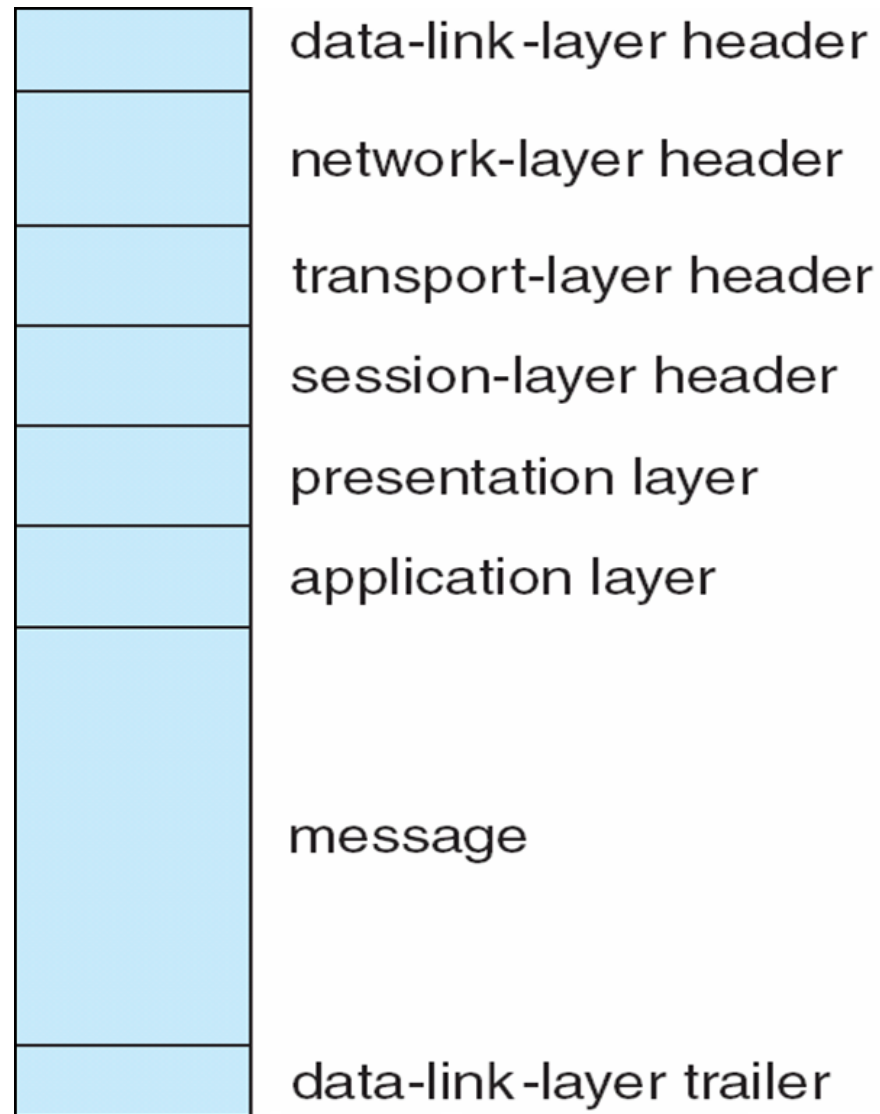 data-link-layer header
network-layer header
transport-layer header
session-layer header
presentation layer
application layer
message
data-link-layer trailer